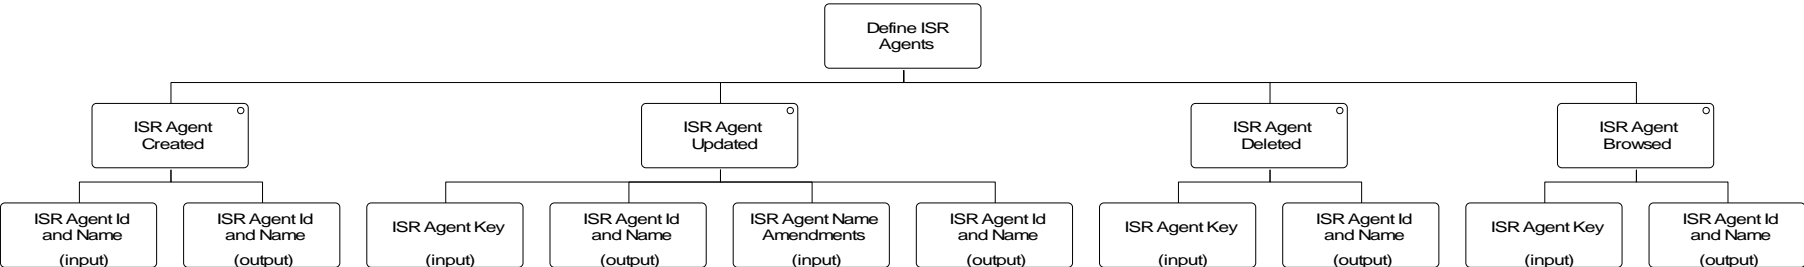 Define ISR
Agents
ISR Agent
Created
ISR Agent
Updated
ISR Agent
Deleted
ISR Agent
Browsed
ISR Agent Id
and Name
(input)
ISR Agent Id
and Name
(output)
ISR Agent Key
(input)
ISR Agent Id
and Name
(output)
ISR Agent Name
Amendments
(input)
ISR Agent Id
and Name
(output)
ISR Agent Key
(input)
ISR Agent Id
and Name
(output)
ISR Agent Key
(input)
ISR Agent Id
and Name
(output)